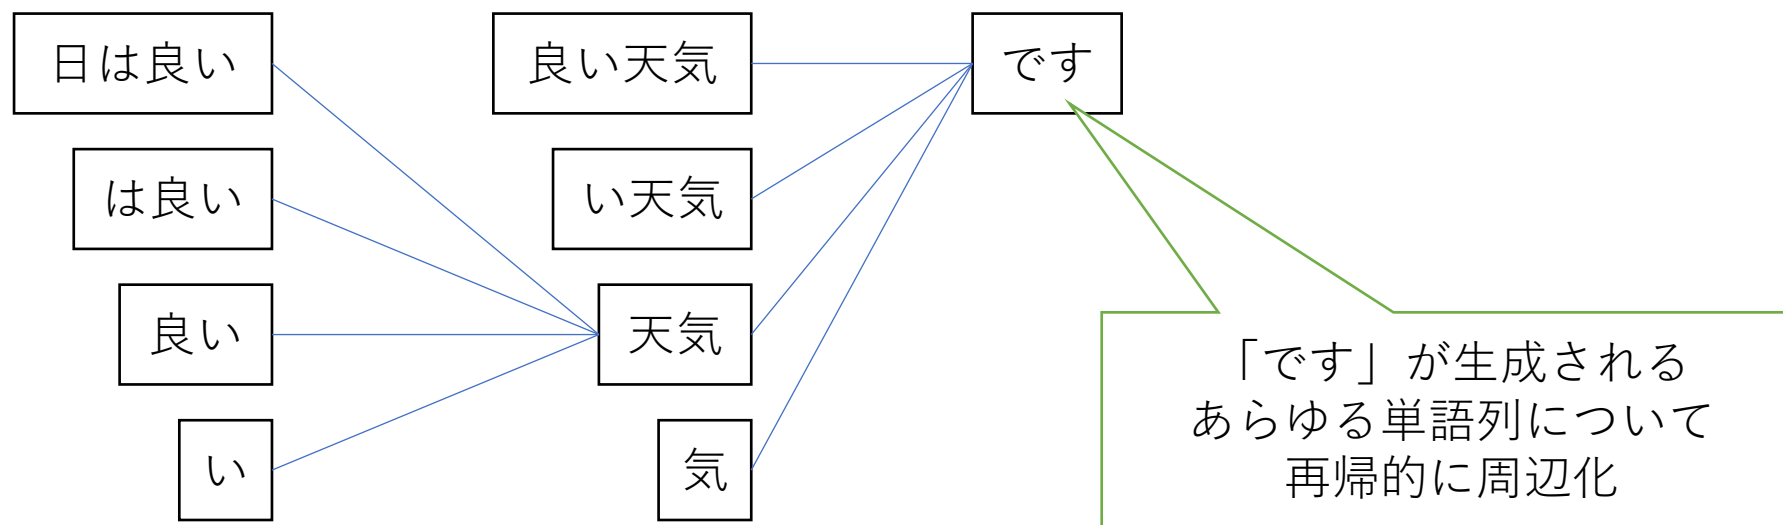 日は良い
良い天気
です
は良い
い天気
良い
天気
い
気
「です」が生成される
あらゆる単語列について
再帰的に周辺化